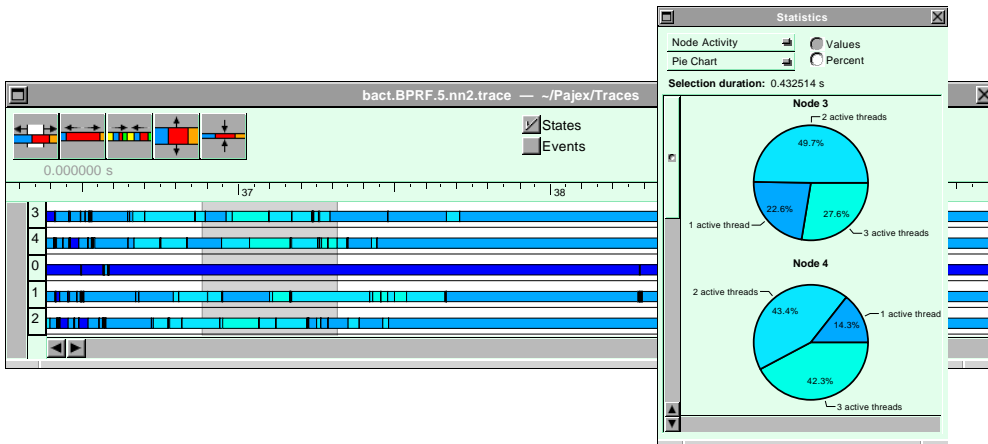 Statistics
Node Activity
Values
Pie Chart
Percent
Selection duration: 0.432514 s
bact.BPRF.5.nn2.trace — ~/Pajex/Traces
States
Events
0.000000 s
37
38
3
4
0
1
2
Node 3
2 active threads
49.7%
22.6%
27.6%
1 active thread
3 active threads
Node 4
2 active threads
43.4%
1 active thread
14.3%
42.3%
3 active threads